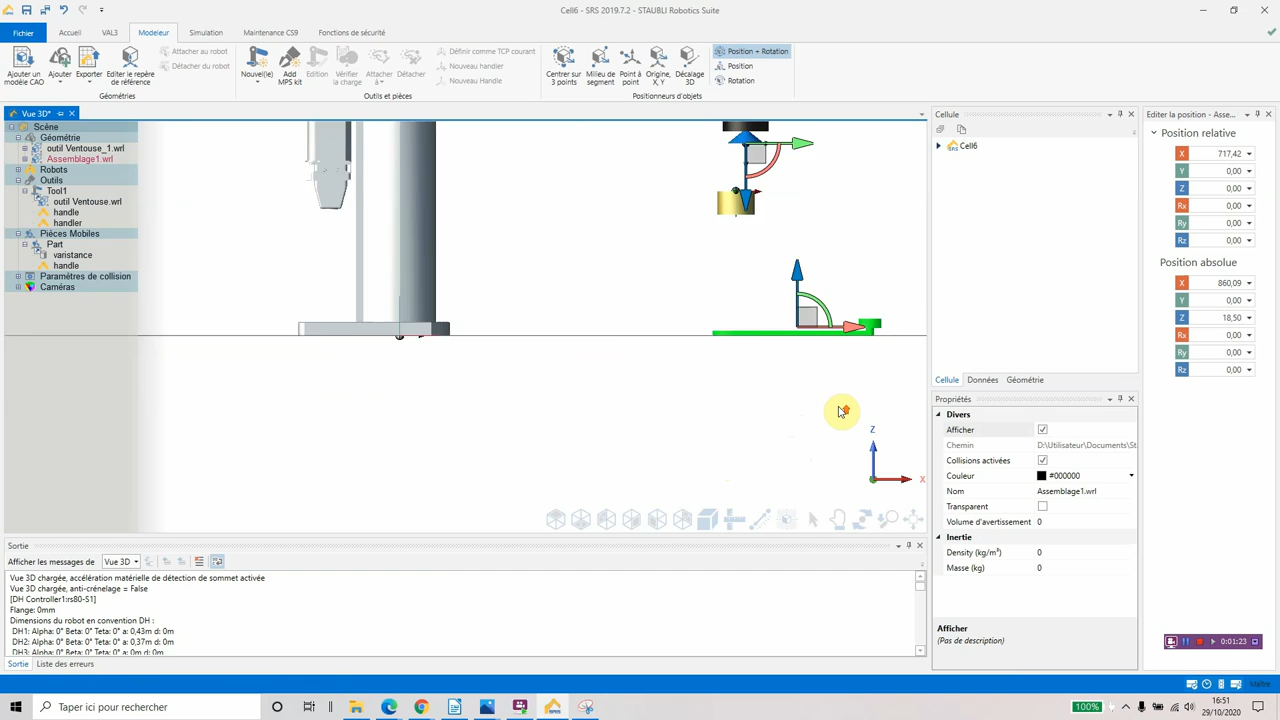 Cell6 - SRS 2019.7.2 - STAUBLI Robotics Suite
Fichier
Accueil
VAL3
Modeleur
Simulation
Maintenance CS9
Fonctions de sécurité
Ajouter un modèle CAO
Ajouter
Exporter
Editer le repère de référence
Attacher au robot
Détacher du robot
Géométries
Nouvel(le)
Add MPS kit
Edition
Vérifier la charge
Attacher à
Détacher
Définir comme TCP courant
Nouveau handler
Nouveau Handle
Outils et pièces
Centrer sur 3 points
Milieu de segment
Point à point
Origine, X, Y
Décalage 3D
Position + Rotation
Position
Rotation
Positionneurs d'objets
Vue 3D*
Scène
Géométrie
outil Ventouse_1.wrl
Assemblage1.wrl
Robots
Outils
Tool1
outil Ventouse.wrl
handle
handler
Pièces Mobiles
Part
varistance
handle
Paramètres de collision
Caméras
Z
X
Cellule
Cell6
Cellule
Données
Géométrie
Propriétés
Divers
Afficher
Chemin D:\Utilisateur\Documents\St
Collisions activées
Couleur #000000
Nom Assemblage1.wrl
Transparent
Volume d'avertissement 0
Inertie
Density (kg/m³) 0
Masse (kg) 0
Afficher
(Pas de description)
Editer la position - Asse...
Position relative
X 717,42
Y 0,00
Z 0,00
Rx 0,00
Ry 0,00
Rz 0,00
Position absolue
X 860,09
Y 0,00
Z 18,50
Rx 0,00
Ry 0,00
Rz 0,00
0:01:23
Sortie
Afficher les messages de Vue 3D
Vue 3D chargée, accélération matérielle de détection de sommet activée
Vue 3D chargée, anti-crénelage = False
[DH Controller1:rs80-S1]
Flange: 0mm
Dimensions du robot en convention DH :
DH1: Alpha: 0° Beta: 0° Teta: 0° a: 0,43m d: 0m
DH2: Alpha: 0° Beta: 0° Teta: 0° a: 0,37m d: 0m
DH3: Alpha: 0° Beta: 0° Teta: 0° a: 0m d: 0m
Sortie
Liste des erreurs
Maître
Taper ici pour rechercher
100%
16:51
29/10/2020